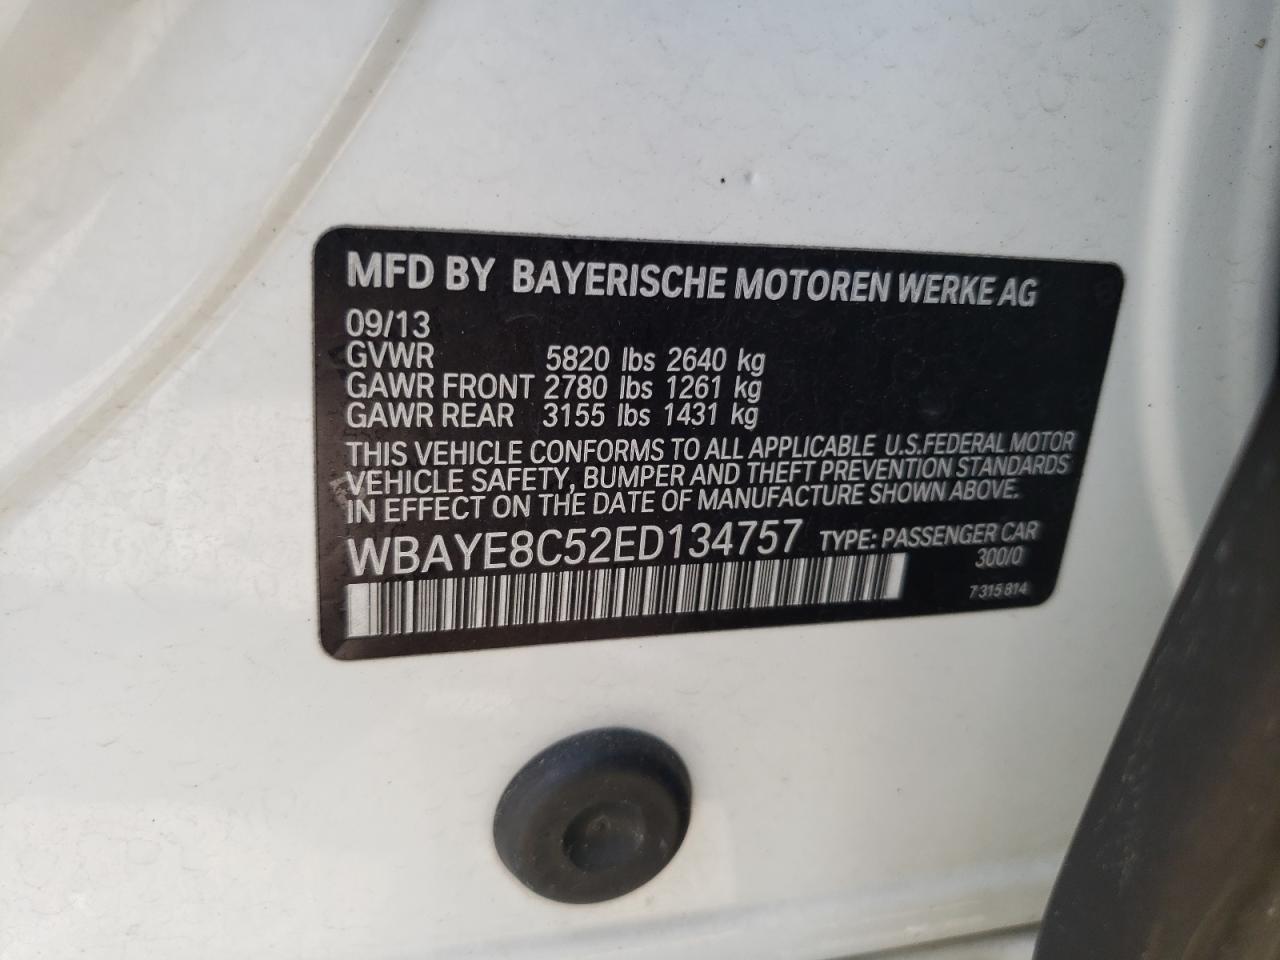 MFD BY BAYERISCHE MOTOREN WERKE AG
09/13
GVWR 5820 lbs 2640 kg
GAWR FRONT 2780 lbs 1261 kg
GAWR REAR 3155 lbs 1431 kg
THIS VEHICLE CONFORMS TO ALL APPLICABLE U.S.FEDERAL MOTOR
VEHICLE SAFETY, BUMPER AND THEFT PREVENTION STANDARDS
IN EFFECT ON THE DATE OF MANUFACTURE SHOWN ABOVE.
WBAYE8C52ED134757 TYPE: PASSENGER CAR
300/0
7 315 814